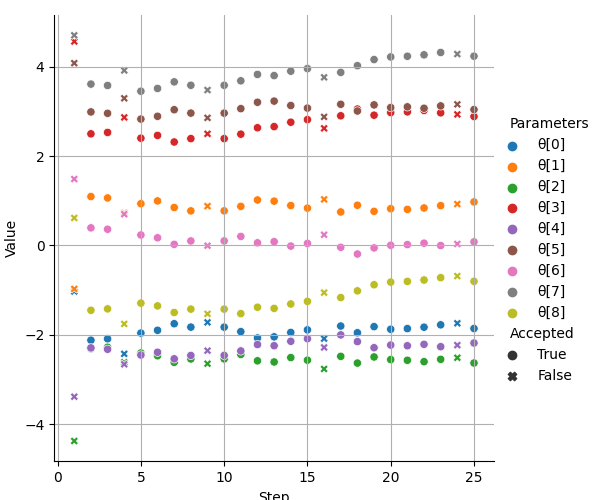 Value
4
2
0
−2
−4
0
5
10
15
20
25
Step
Parameters
θ[0]
θ[1]
θ[2]
θ[3]
θ[4]
θ[5]
θ[6]
θ[7]
θ[8]
Accepted
True
False